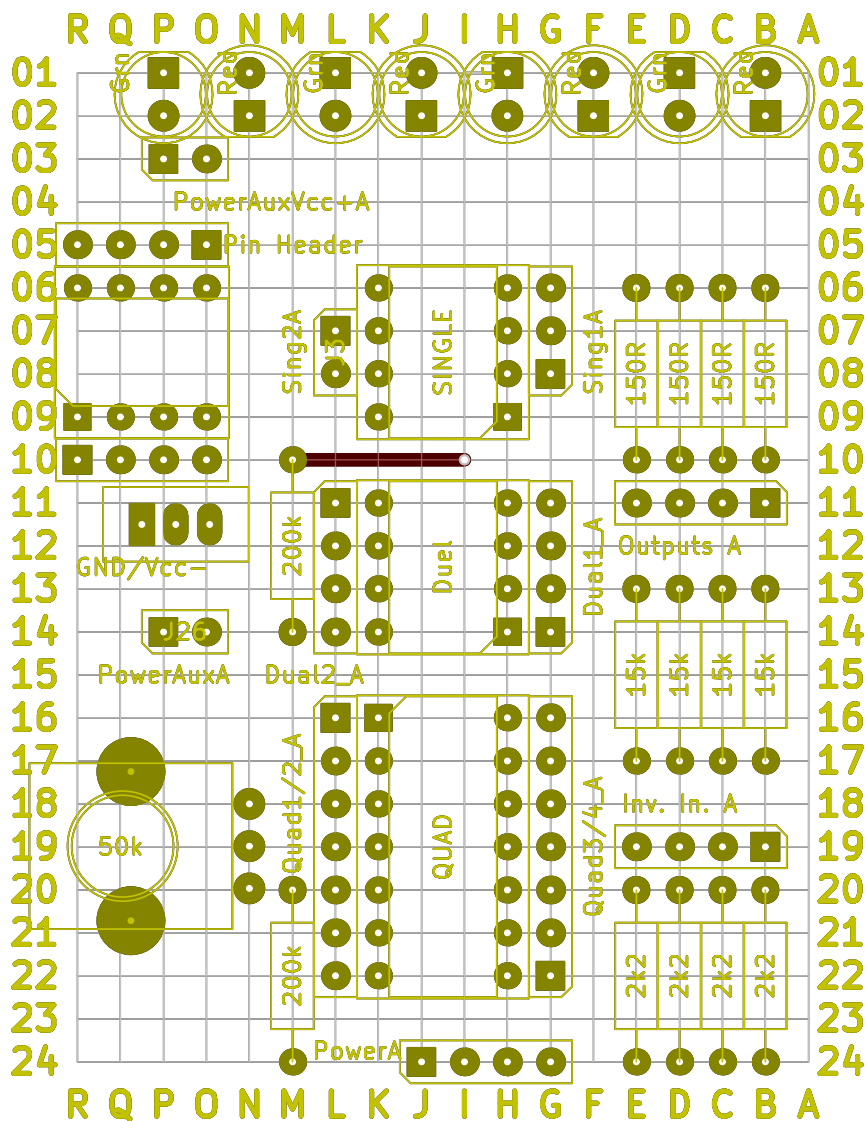 R Q P O N M L K J I H G F E D C B A
Grn Red Grn Red Grn Red Grn Red
01 01
02 02
03 03
PowerAuxVcc+A
04 04
05 Pin Header 05
06 06
07 07
Sing2A J3 SINGLE Sing1A 150R 150R 150R 150R
08 08
09 09
10 10
11 11
200k Duel Dual1_A Outputs A
12 12
GND/Vcc-
13 13
14 J26 14
PowerAuxA Dual2_A 15k 15k 15k 15k
15 15
16 16
17 17
Quad1/2_A Inv. In. A
18 18
50k QUAD Quad3/4_A
19 19
20 20
21 21
200k 2k2 2k2 2k2 2k2
22 22
23 23
PowerA
24 24
R Q P O N M L K J I H G F E D C B A